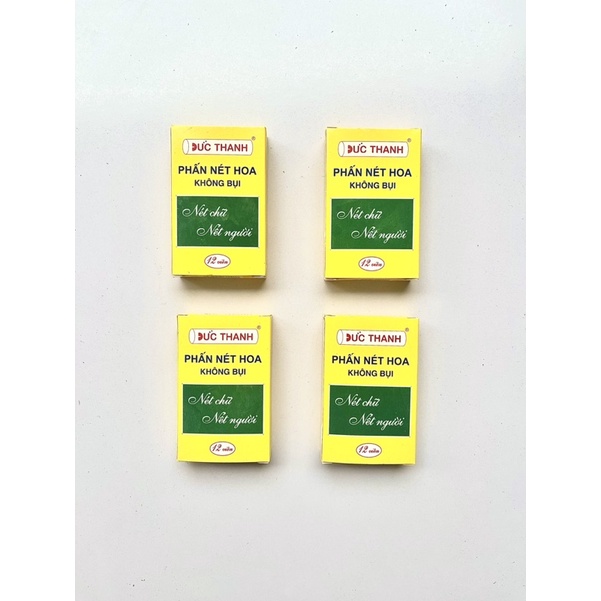 ĐỨC THANH ®
PHẤN NÉT HOA
KHÔNG BỤI
Nét chữ
Nết người
12 viên
ĐỨC THANH ®
PHẤN NÉT HOA
KHÔNG BỤI
Nét chữ
Nết người
12 viên
ĐỨC THANH ®
PHẤN NÉT HOA
KHÔNG BỤI
Nét chữ
Nết người
12 viên
ĐỨC THANH ®
PHẤN NÉT HOA
KHÔNG BỤI
Nét chữ
Nết người
12 viên